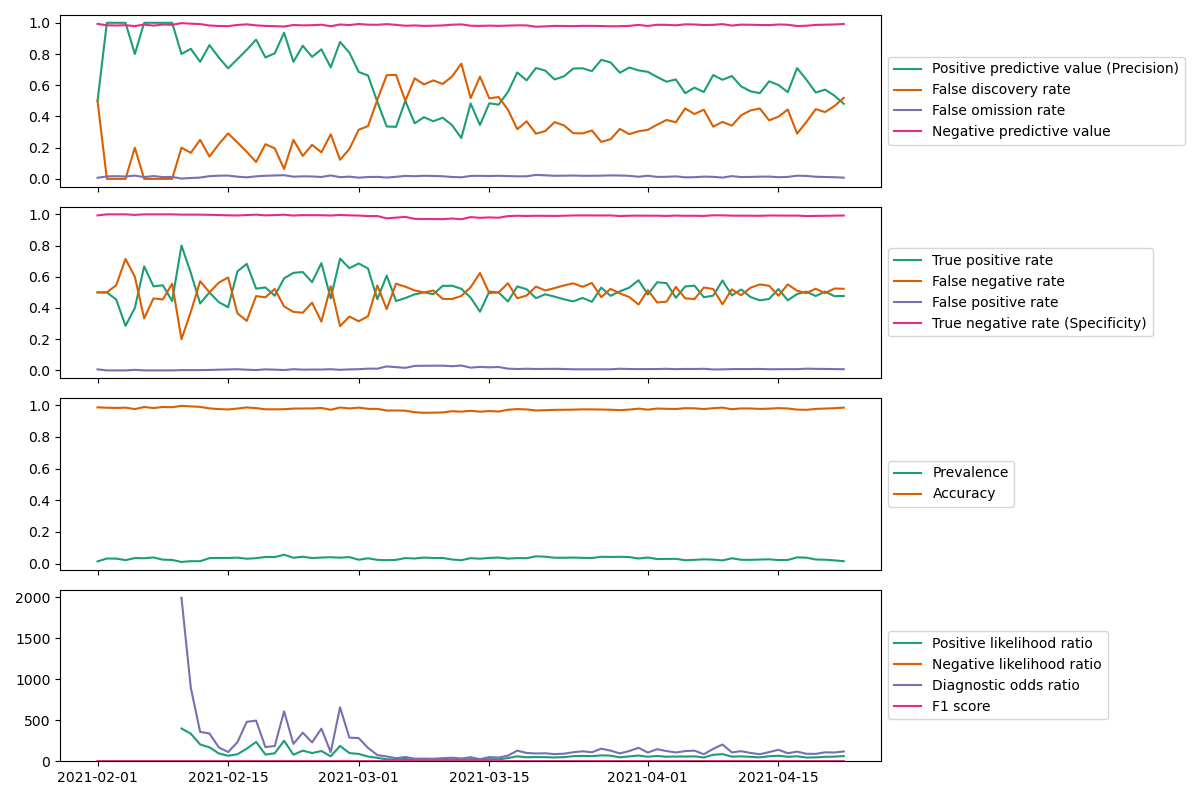 1.0
0.8
0.6
0.4
0.2
0.0
Positive predictive value (Precision)
False discovery rate
False omission rate
Negative predictive value
1.0
0.8
0.6
0.4
0.2
0.0
True positive rate
False negative rate
False positive rate
True negative rate (Specificity)
1.0
0.8
0.6
0.4
0.2
0.0
Prevalence
Accuracy
2000
1500
1000
500
0
Positive likelihood ratio
Negative likelihood ratio
Diagnostic odds ratio
F1 score
2021-02-01 2021-02-15 2021-03-01 2021-03-15 2021-04-01 2021-04-15